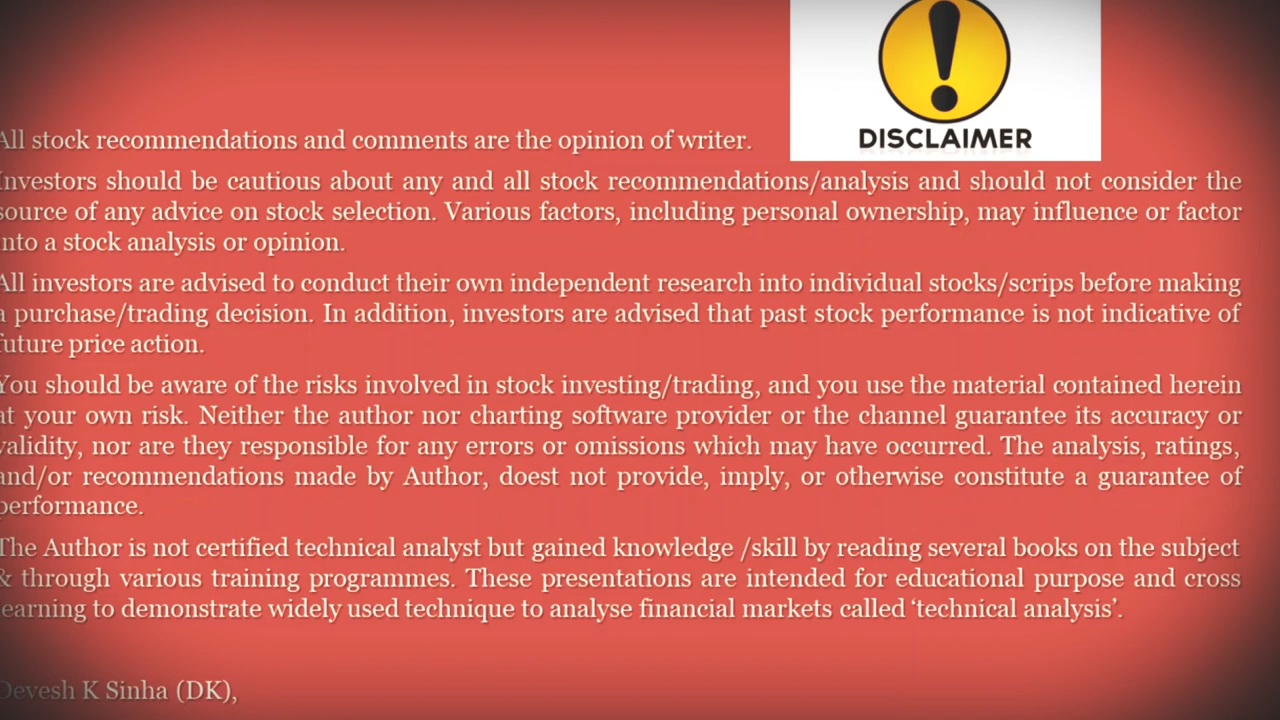 DISCLAIMER
All stock recommendations and comments are the opinion of writer.
Investors should be cautious about any and all stock recommendations/analysis and should not consider the
source of any advice on stock selection. Various factors, including personal ownership, may influence or factor
into a stock analysis or opinion.
All investors are advised to conduct their own independent research into individual stocks/scrips before making
a purchase/trading decision. In addition, investors are advised that past stock performance is not indicative of
future price action.
You should be aware of the risks involved in stock investing/trading, and you use the material contained herein
at your own risk. Neither the author nor charting software provider or the channel guarantee its accuracy or
validity, nor are they responsible for any errors or omissions which may have occurred. The analysis, ratings,
and/or recommendations made by Author, doest not provide, imply, or otherwise constitute a guarantee of
performance.
The Author is not certified technical analyst but gained knowledge /skill by reading several books on the subject
& through various training programmes. These presentations are intended for educational purpose and cross
learning to demonstrate widely used technique to analyse financial markets called ‘technical analysis’.
Devesh K Sinha (DK),